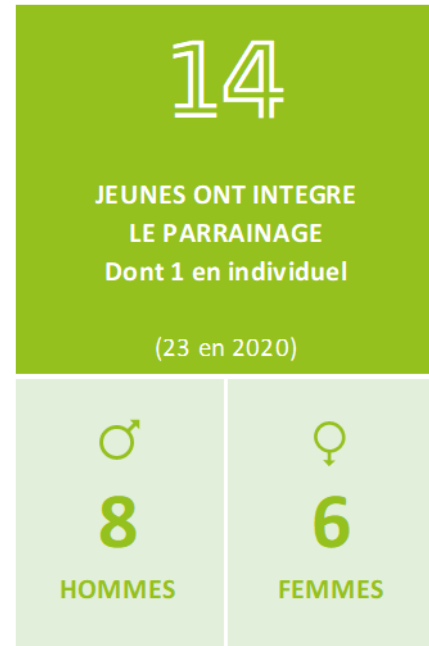 14
JEUNES ONT INTEGRE
LE PARRAINAGE
Dont 1 en individuel
(23 en 2020)
8
HOMMES
6
FEMMES